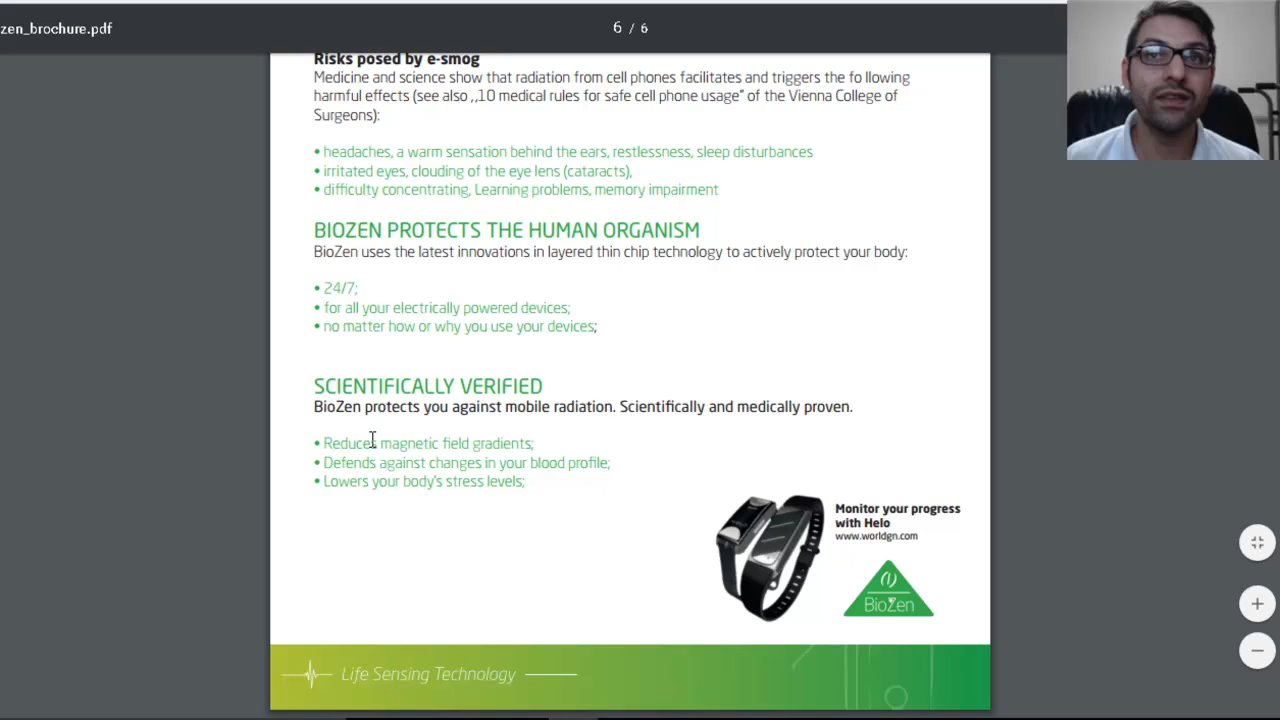 zen_brochure.pdf
6 / 6
Risks posed by e-smog
Medicine and science show that radiation from cell phones facilitates and triggers the fo llowing
harmful effects (see also ,,10 medical rules for safe cell phone usage" of the Vienna College of
Surgeons):
• headaches, a warm sensation behind the ears, restlessness, sleep disturbances
• irritated eyes, clouding of the eye lens (cataracts),
• difficulty concentrating, Learning problems, memory impairment
BIOZEN PROTECTS THE HUMAN ORGANISM
BioZen uses the latest innovations in layered thin chip technology to actively protect your body:
• 24/7;
• for all your electrically powered devices;
• no matter how or why you use your devices;
SCIENTIFICALLY VERIFIED
BioZen protects you against mobile radiation. Scientifically and medically proven.
• Reduces magnetic field gradients;
• Defends against changes in your blood profile;
• Lowers your body's stress levels;
Monitor your progress
with Helo
www.worldgn.com
BioZen
Life Sensing Technology